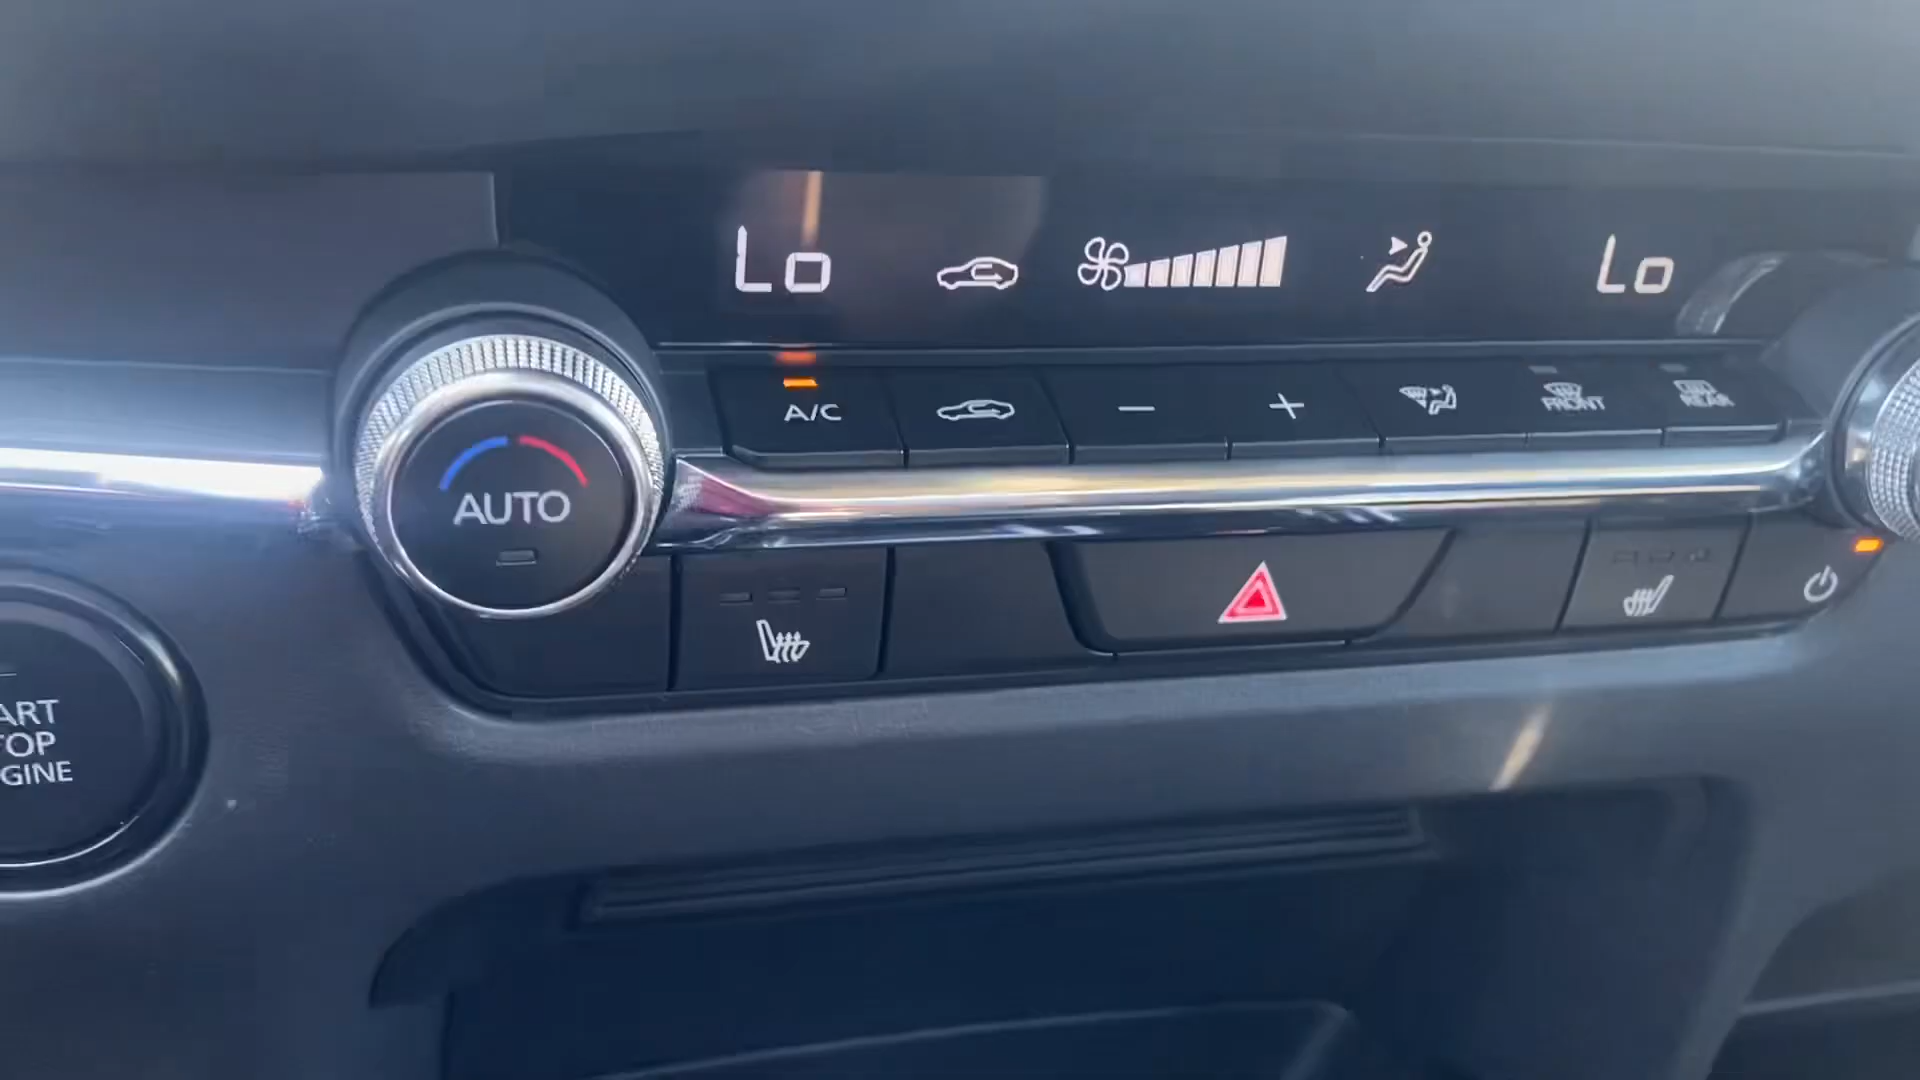 Lo
Lo
A/C
—
+
FRONT
REAR
AUTO
ART
TOP
GINE